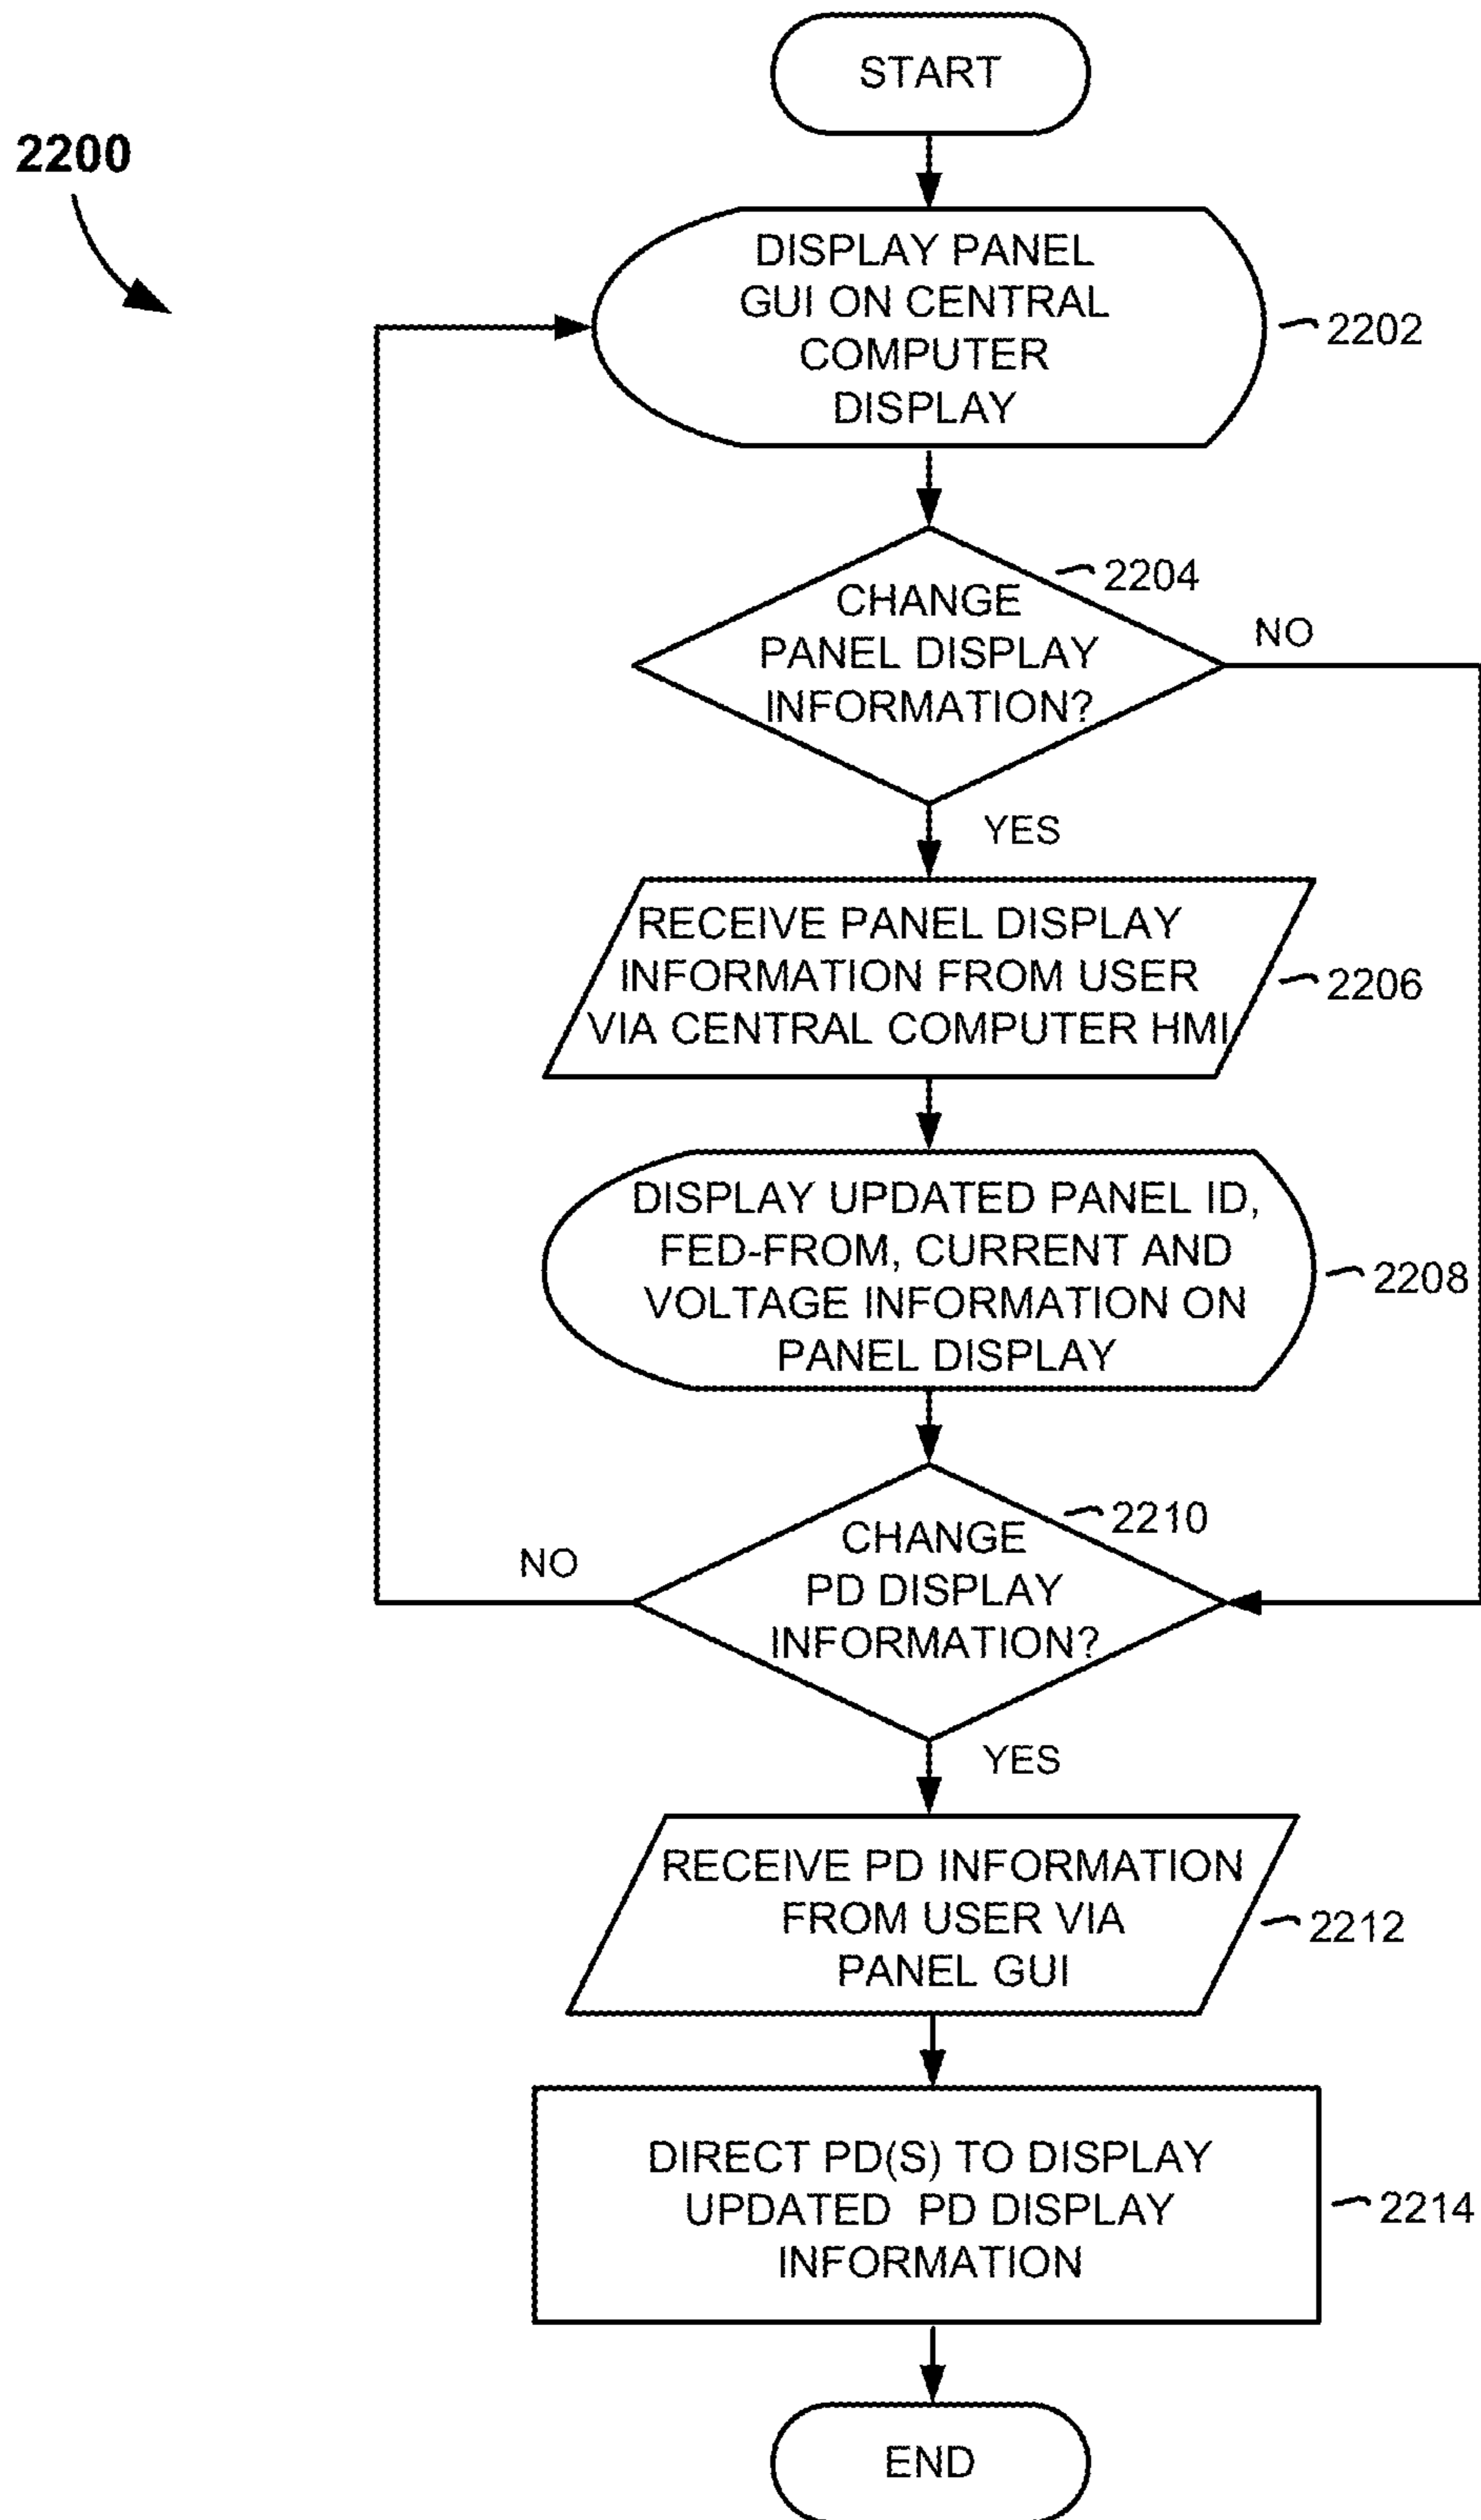 START
2200
DISPLAY PANEL
GUI ON CENTRAL
COMPUTER
DISPLAY
2202
2204
CHANGE
PANEL DISPLAY
INFORMATION?
NO
YES
RECEIVE PANEL DISPLAY
INFORMATION FROM USER
VIA CENTRAL COMPUTER HMI
2206
DISPLAY UPDATED PANEL ID,
FED-FROM, CURRENT AND
VOLTAGE INFORMATION ON
PANEL DISPLAY
2208
2210
CHANGE
PD DISPLAY
INFORMATION?
NO
YES
RECEIVE PD INFORMATION
FROM USER VIA
PANEL GUI
2212
DIRECT PD(S) TO DISPLAY
UPDATED PD DISPLAY
INFORMATION
2214
END